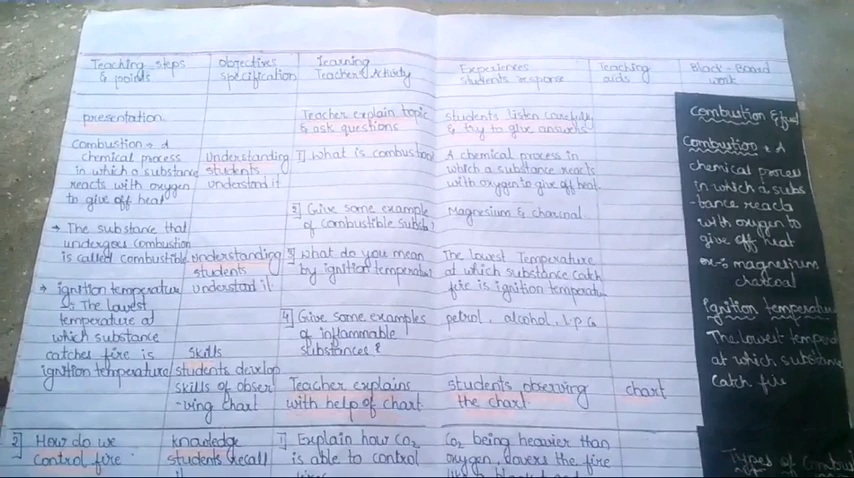 Teaching steps
& points
objectives
specification
Learning
Teacher Activity
Experiences
students response
Teaching
aids
Black-Board
work
presentation
Combustion → A
chemical process
in which a substance
reacts with oxygen
to give off heat
→ The substance that
undergoes combustion
is called combustible
→ ignition temperature
The lowest
temperature at
which substance
catches fire is
ignition temperature
Understanding
students
understand it
Understanding
students
understand it
Skills
students develop
skills of obser
-ving chart
Teacher explain topic
& ask questions
1] What is combustion
2] Give some example
of combustible
3] What do you mean
by ignition temperature
4] Give some examples
of inflammable
substances ?
Teacher explains
with help of chart
students listen carefully
& try to give answers
A chemical process in
which a substance reacts
with oxygen to give off heat
Magnesium & charcoal
The lowest Temperature
at which substance catch
fire is ignition temperature
petrol, alcohol, L.P.G
students observing
the chart
chart
Combustion &
Combustion → A
chemical process
in which a subs
-tance reacts
with oxygen to
give off heat
ex → magnesium
charcoal
Ignition temperature
The lowest
at which substance
catch fire
2] How do we
control fire
knowledge
students recall
1] Explain how CO2
is able to control
CO2 being heavier than
oxygen, covers the fire
Types of